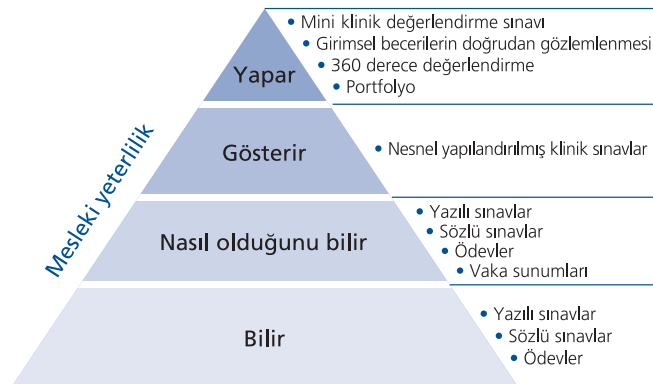 • Mini klinik değerlendirme sınavı
• Girimsel becerilerin doğrudan gözlemlenmesi
• 360 derece değerlendirme
• Portfolyo
Yapar
Gösterir
• Nesnel yapılandırılmış klinik sınavlar
Mesleki yeterlilik
Nasıl olduğunu bilir
• Yazılı sınavlar
• Sözlü sınavlar
• Ödevler
• Vaka sunumları
Bilir
• Yazılı sınavlar
• Sözlü sınavlar
• Ödevler